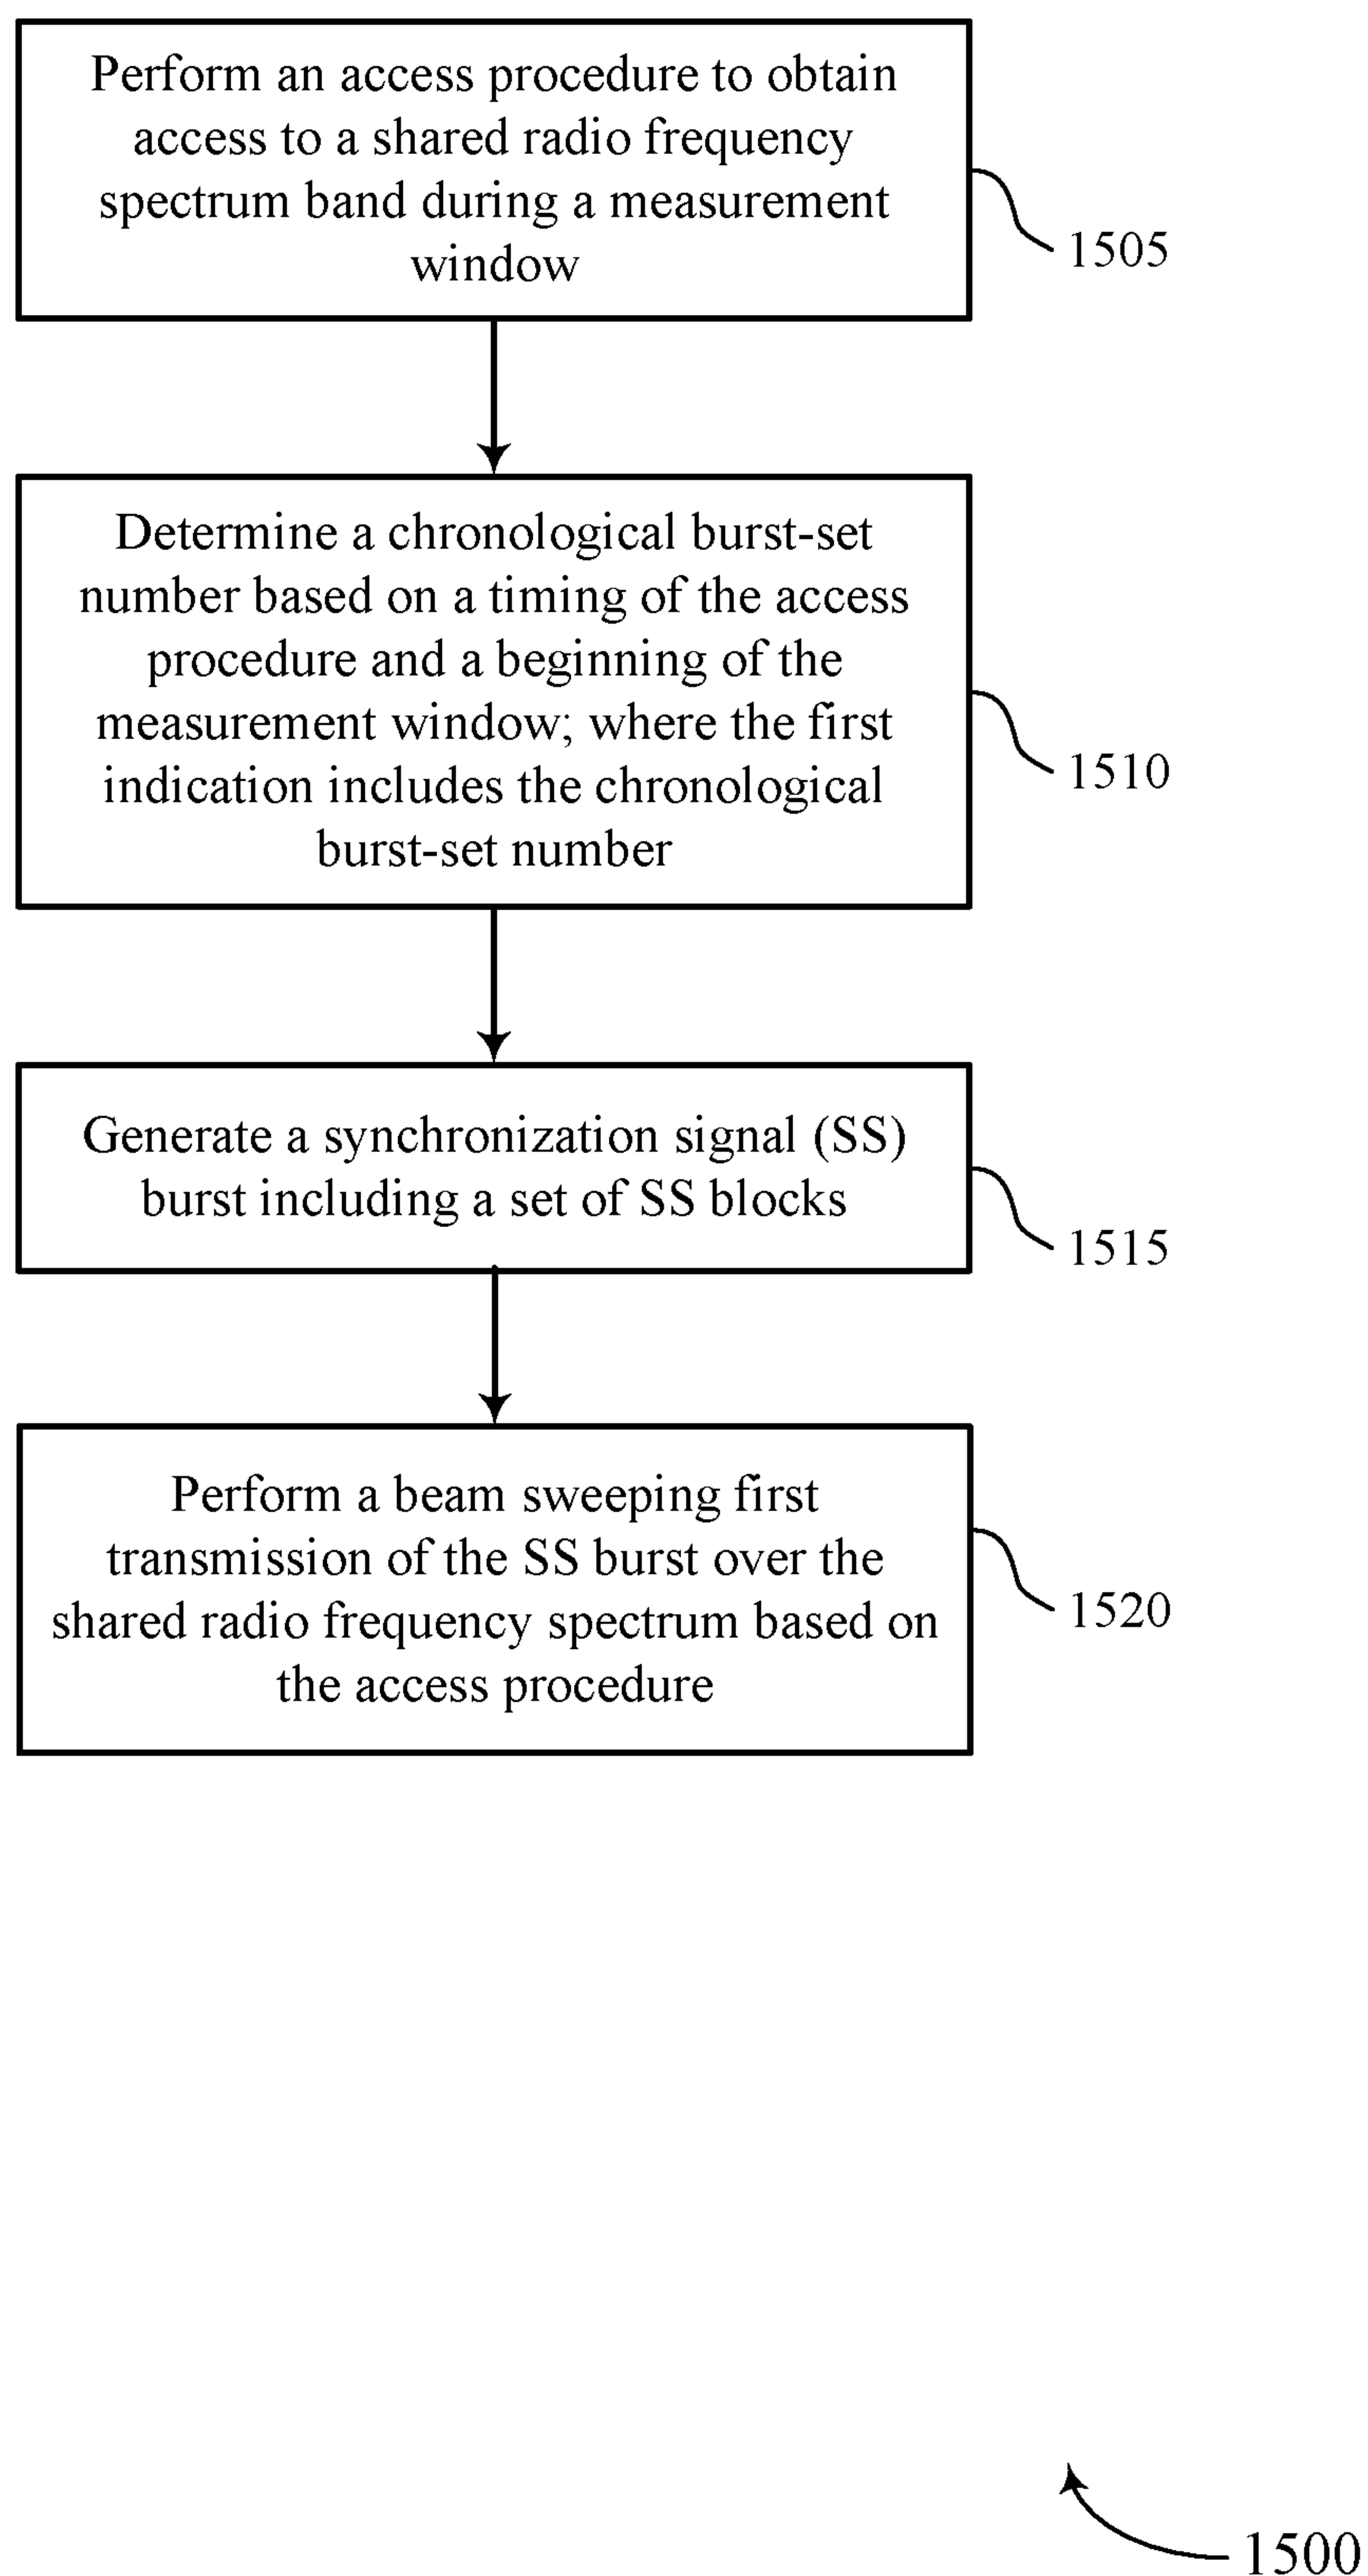 Perform an access procedure to obtain
access to a shared radio frequency
spectrum band during a measurement
window
1505
Determine a chronological burst-set
number based on a timing of the access
procedure and a beginning of the
measurement window; where the first
indication includes the chronological
burst-set number
1510
Generate a synchronization signal (SS)
burst including a set of SS blocks
1515
Perform a beam sweeping first
transmission of the SS burst over the
shared radio frequency spectrum based on
the access procedure
1520
1500